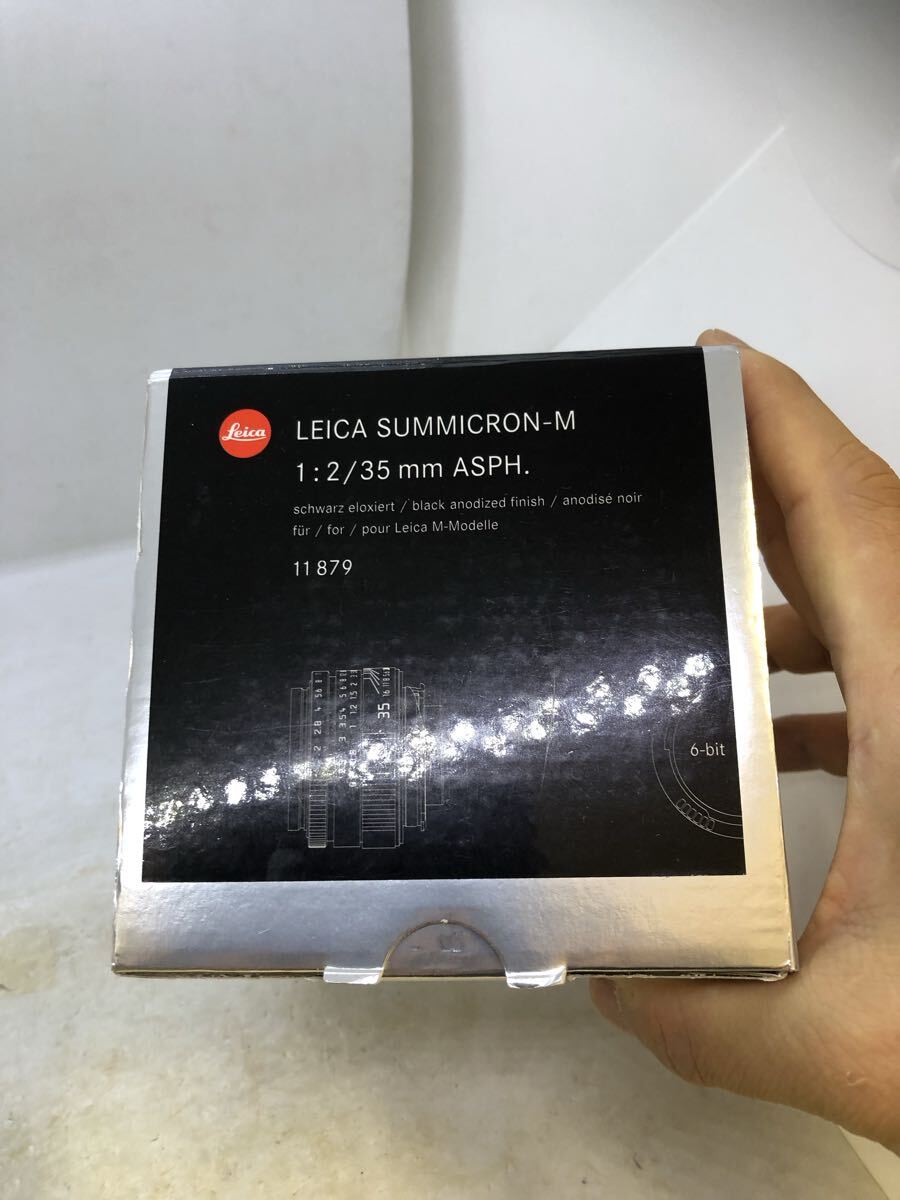 Leica
LEICA SUMMICRON-M
1:2/35 mm ASPH.
schwarz eloxiert / black anodized finish / anodisé noir
für / for / pour Leica M-Modelle
11 879
35
6-bit